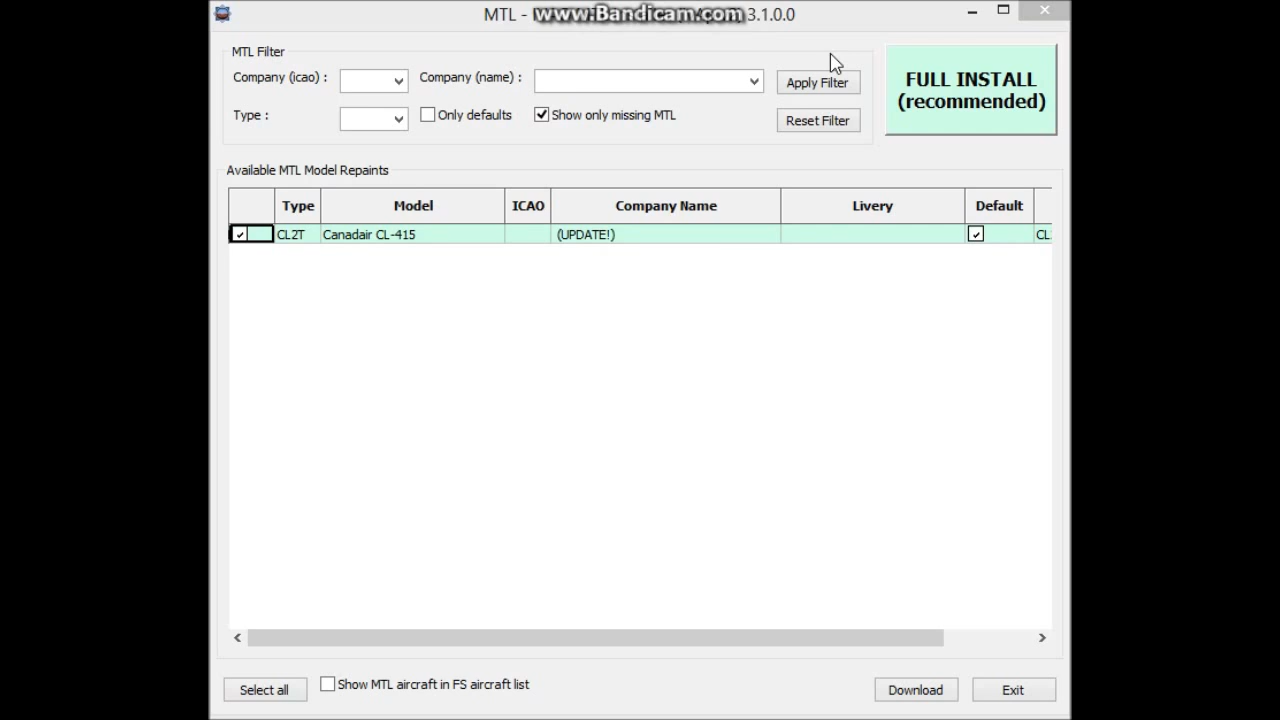 MTL - www.Bandicam.com 3.1.0.0
MTL Filter
Company (icao) :
Company (name) :
Apply Filter
FULL INSTALL
(recommended)
Type :
Only defaults
Show only missing MTL
Reset Filter
Available MTL Model Repaints
Type Model ICAO Company Name Livery Default
CL2T Canadair CL-415 (UPDATE!) CL
Select all
Show MTL aircraft in FS aircraft list
Download
Exit